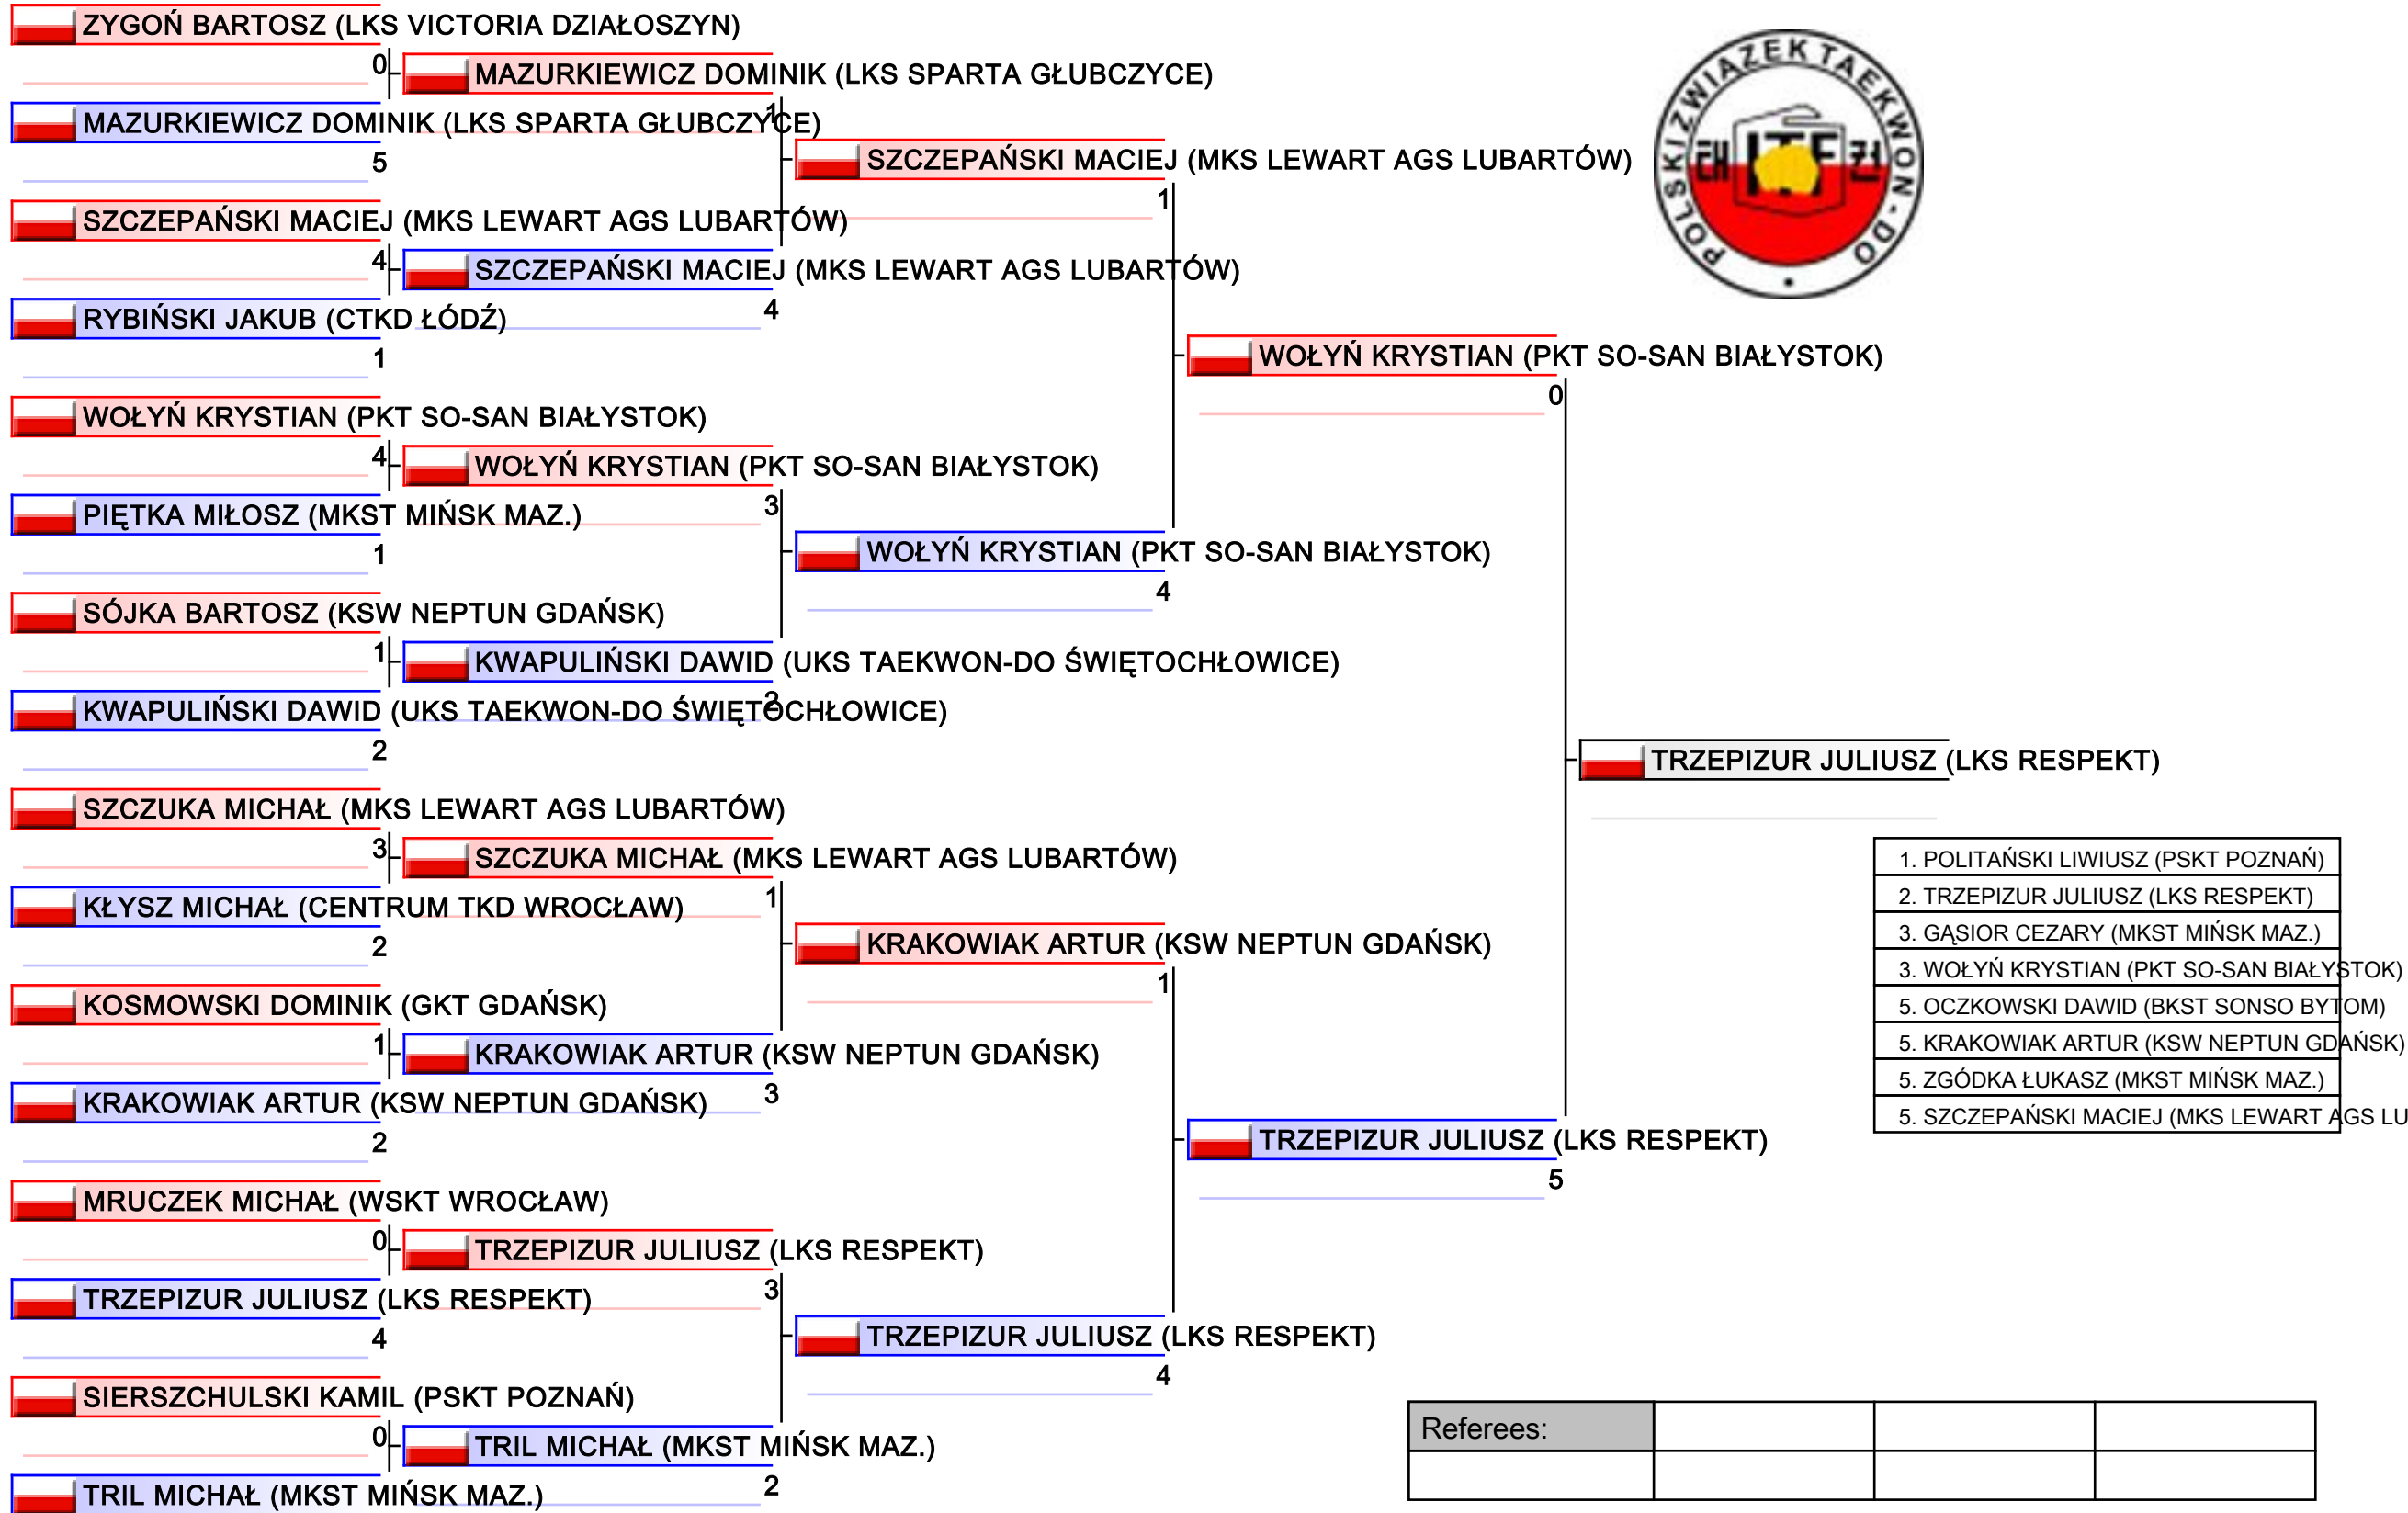 ZYGOŃ BARTOSZ (LKS VICTORIA DZIAŁOSZYN)
0
MAZURKIEWICZ DOMINIK (LKS SPARTA GŁUBCZYCE)
5
SZCZEPAŃSKI MACIEJ (MKS LEWART AGS LUBARTÓW)
4
RYBIŃSKI JAKUB (CTKD ŁÓDŹ)
1
WOŁYŃ KRYSTIAN (PKT SO-SAN BIAŁYSTOK)
4
PIĘTKA MIŁOSZ (MKST MIŃSK MAZ.)
1
SÓJKA BARTOSZ (KSW NEPTUN GDAŃSK)
1
KWAPULIŃSKI DAWID (UKS TAEKWON-DO ŚWIĘTOCHŁOWICE)
2
SZCZUKA MICHAŁ (MKS LEWART AGS LUBARTÓW)
3
KŁYSZ MICHAŁ (CENTRUM TKD WROCŁAW)
2
KOSMOWSKI DOMINIK (GKT GDAŃSK)
1
KRAKOWIAK ARTUR (KSW NEPTUN GDAŃSK)
2
MRUCZEK MICHAŁ (WSKT WROCŁAW)
0
TRZEPIZUR JULIUSZ (LKS RESPEKT)
4
SIERSZCHULSKI KAMIL (PSKT POZNAŃ)
0
TRIL MICHAŁ (MKST MIŃSK MAZ.)
MAZURKIEWICZ DOMINIK (LKS SPARTA GŁUBCZYCE)
1
SZCZEPAŃSKI MACIEJ (MKS LEWART AGS LUBARTÓW)
4
WOŁYŃ KRYSTIAN (PKT SO-SAN BIAŁYSTOK)
3
KWAPULIŃSKI DAWID (UKS TAEKWON-DO ŚWIĘTOCHŁOWICE)
2
SZCZUKA MICHAŁ (MKS LEWART AGS LUBARTÓW)
1
KRAKOWIAK ARTUR (KSW NEPTUN GDAŃSK)
3
TRZEPIZUR JULIUSZ (LKS RESPEKT)
3
TRIL MICHAŁ (MKST MIŃSK MAZ.)
2
SZCZEPAŃSKI MACIEJ (MKS LEWART AGS LUBARTÓW)
1
WOŁYŃ KRYSTIAN (PKT SO-SAN BIAŁYSTOK)
4
KRAKOWIAK ARTUR (KSW NEPTUN GDAŃSK)
1
TRZEPIZUR JULIUSZ (LKS RESPEKT)
4
WOŁYŃ KRYSTIAN (PKT SO-SAN BIAŁYSTOK)
0
TRZEPIZUR JULIUSZ (LKS RESPEKT)
5
TRZEPIZUR JULIUSZ (LKS RESPEKT)
POLSKI ZWIAZEK TAEKWON-DO
ITF
1. POLITAŃSKI LIWIUSZ (PSKT POZNAŃ)
2. TRZEPIZUR JULIUSZ (LKS RESPEKT)
3. GĄSIOR CEZARY (MKST MIŃSK MAZ.)
3. WOŁYŃ KRYSTIAN (PKT SO-SAN BIAŁYSTOK)
5. OCZKOWSKI DAWID (BKST SONSO BYTOM)
5. KRAKOWIAK ARTUR (KSW NEPTUN GDAŃSK)
5. ZGÓDKA ŁUKASZ (MKST MIŃSK MAZ.)
5. SZCZEPAŃSKI MACIEJ (MKS LEWART AGS LU
Referees: